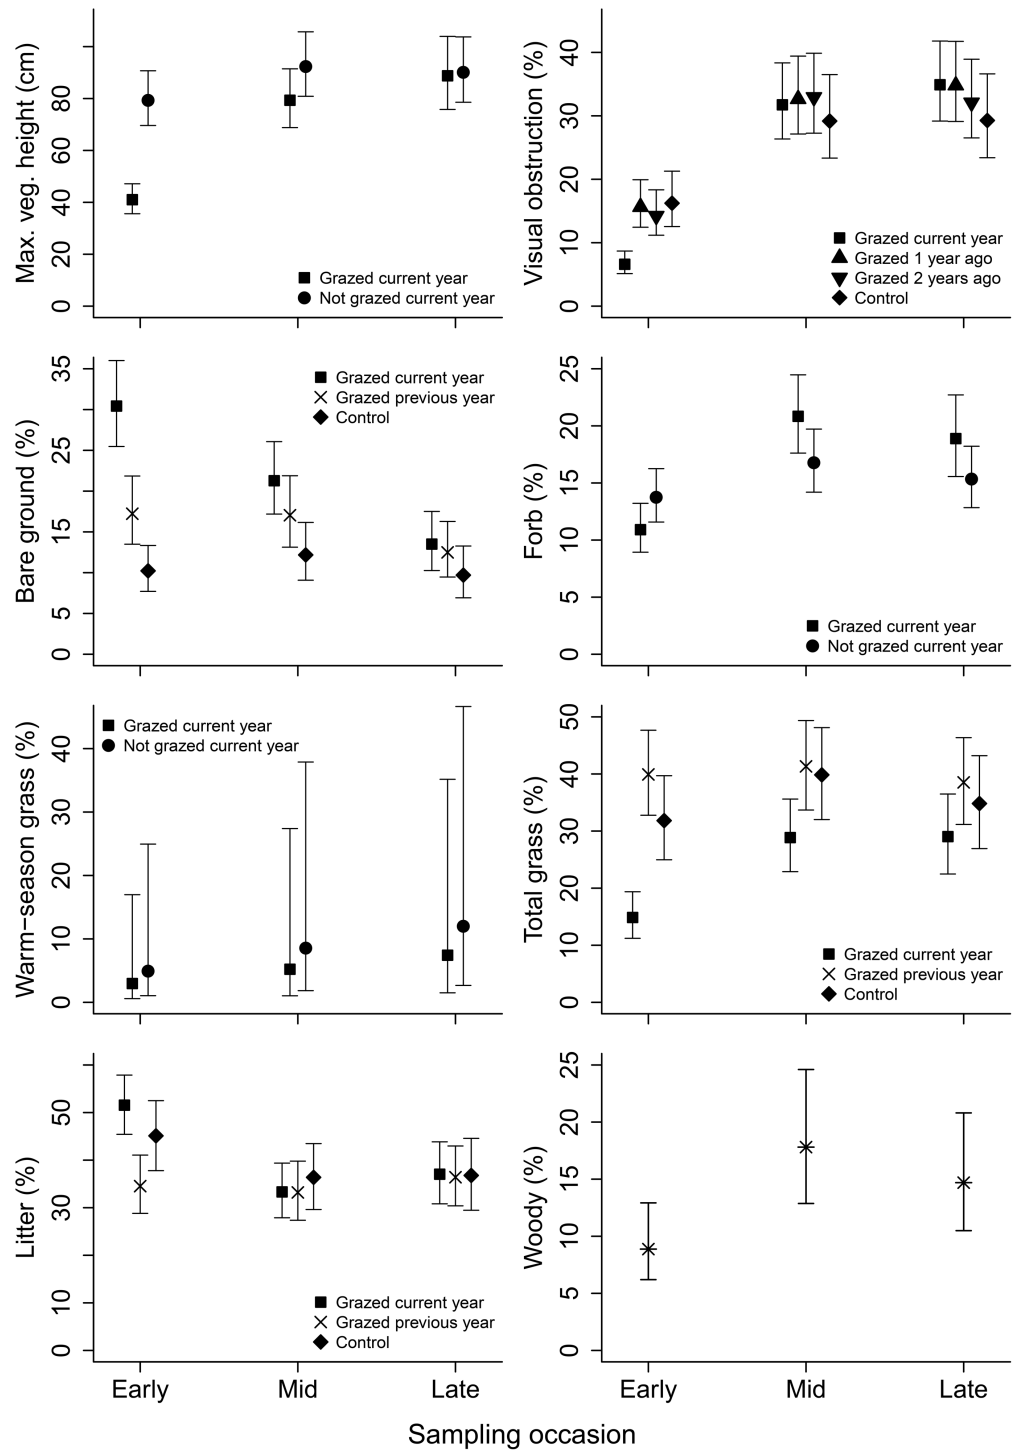 Max. veg. height (cm)
80
60
40
20
0
Grazed current year
Not grazed current year
Visual obstruction (%)
40
30
20
10
0
Grazed current year
Grazed 1 year ago
Grazed 2 years ago
Control
Bare ground (%)
35
25
15
5
0
Grazed current year
Grazed previous year
Control
Forb (%)
25
20
15
10
5
0
Grazed current year
Not grazed current year
Warm−season grass (%)
40
30
20
10
0
Grazed current year
Not grazed current year
Total grass (%)
50
40
30
20
10
0
Grazed current year
Grazed previous year
Control
Litter (%)
50
30
10
0
Grazed current year
Grazed previous year
Control
Early Mid Late
Woody (%)
25
20
15
10
5
0
Early Mid Late
Sampling occasion